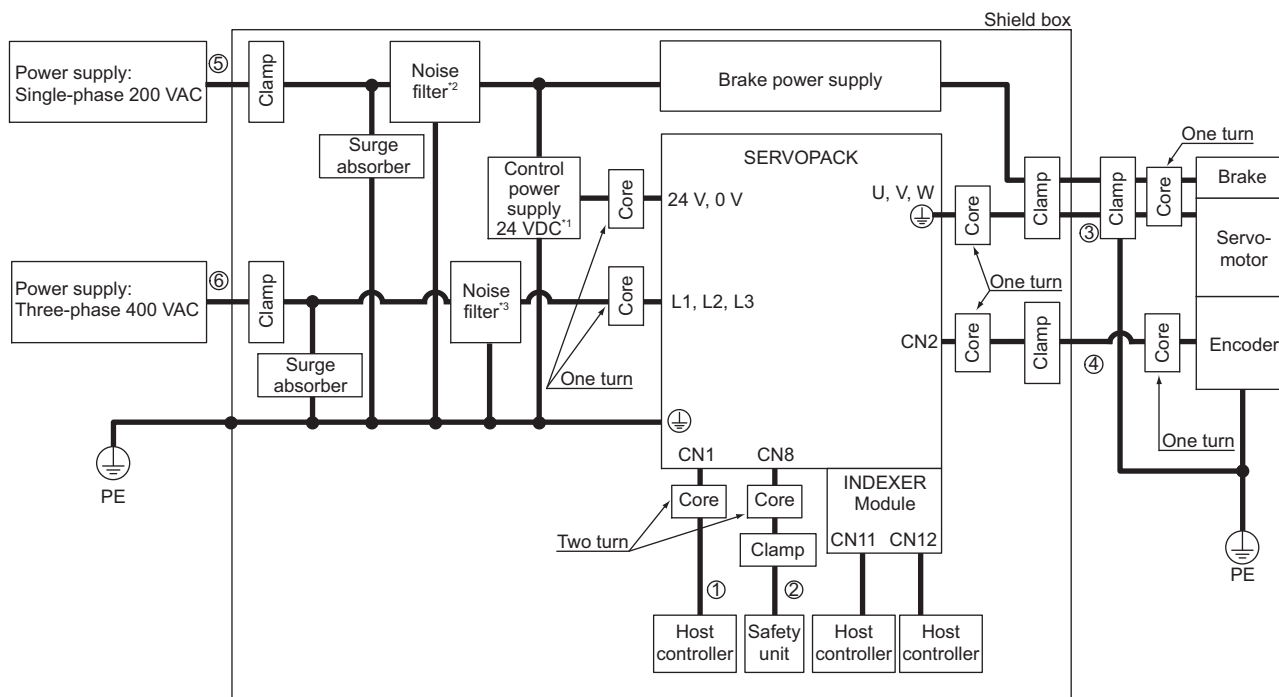 Shield box
Power supply:
Single-phase 200 VAC
⑤
Clamp
Noise
filter*2
Brake power supply
Surge
absorber
Control
power
supply
24 VDC*1
Core
SERVOPACK
24 V, 0 V
U, V, W
Core
Clamp
Clamp
③
Core
One turn
Brake
Servo-
motor
Power supply:
Three-phase 400 VAC
⑥
Clamp
Noise
filter*3
Core
L1, L2, L3
One turn
One turn
Surge
absorber
CN2
Core
Clamp
④
Core
Encoder
One turn
PE
CN1
CN8
INDEXER
Module
Core
Core
Two turn
Clamp
CN11
CN12
①
②
PE
Host
controller
Safety
unit
Host
controller
Host
controller